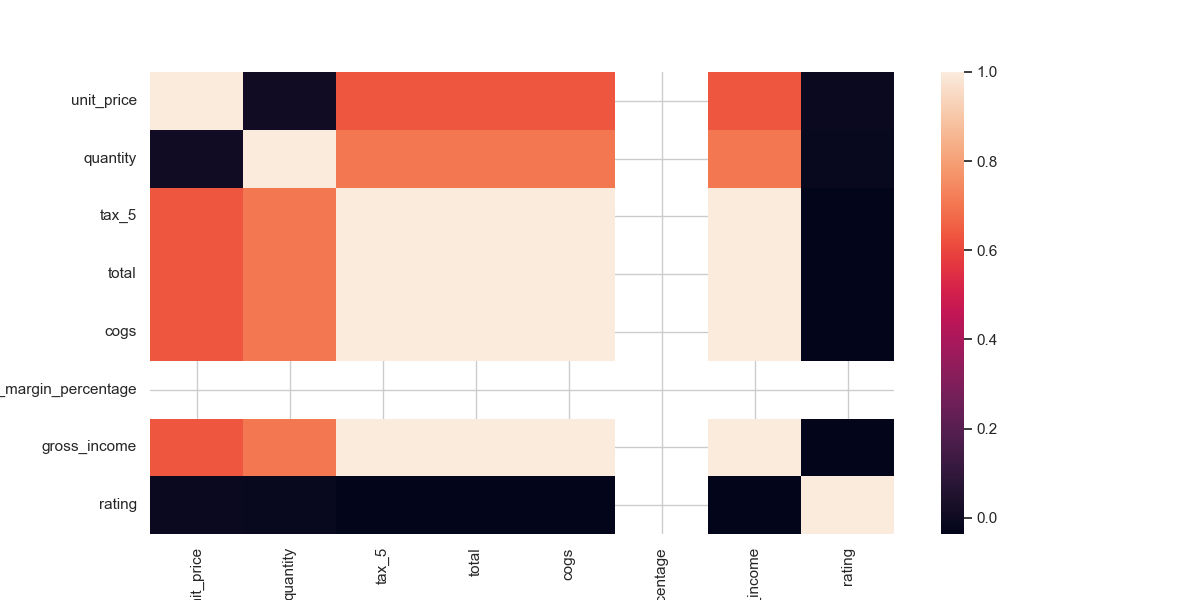 unit_price
quantity
tax_5
total
cogs
_margin_percentage
gross_income
rating
1.0
0.8
0.6
0.4
0.2
0.0
nit_price
quantity
tax_5
total
cogs
centage
_income
rating